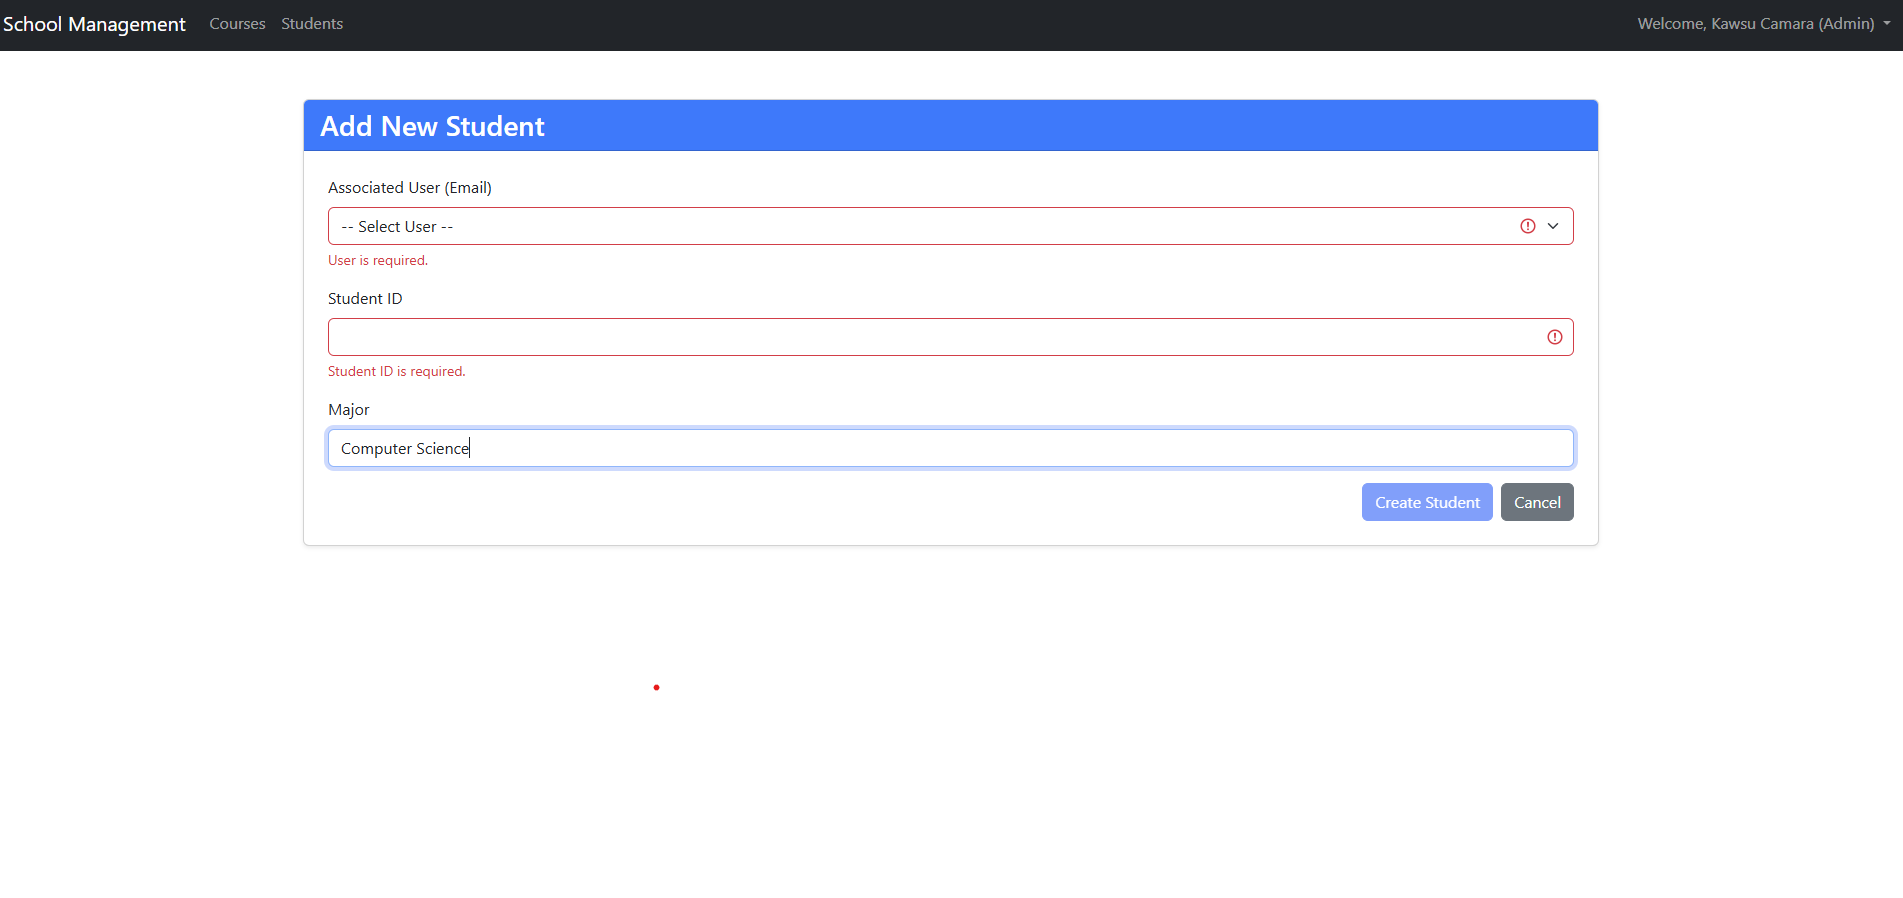 School Management Courses Students Welcome, Kawsu Camara (Admin)
Add New Student
Associated User (Email)
-- Select User --
User is required.
Student ID
Student ID is required.
Major
Computer Science
Create Student Cancel